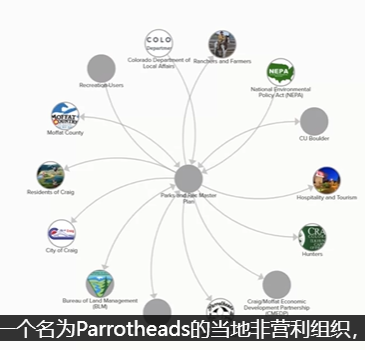 COLO
Department
Colorado Department of
Local Affairs
Ranchers and Farmers
Recreation Users
NEPA
National Environmental
Policy Act (NEPA)
MOFFAT
COUNTY
Moffat County
CU Boulder
Residents of Craig
Parks and Rec Master
Plan
Hospitality and Tourism
City of Craig
Hunters
Bureau of Land Management
(BLM)
Craig/Moffat Economic
Development Partnership
(CMEDP)
一个名为Parrotheads的当地非营利组织，